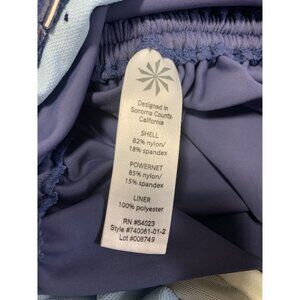 Designed in
Sonoma County,
California
SHELL
82% nylon/
18% spandex
POWERNET
85% nylon/
15% spandex
LINER
100% polyester
RN #54023
Style #740061-01-2
Lot #006749